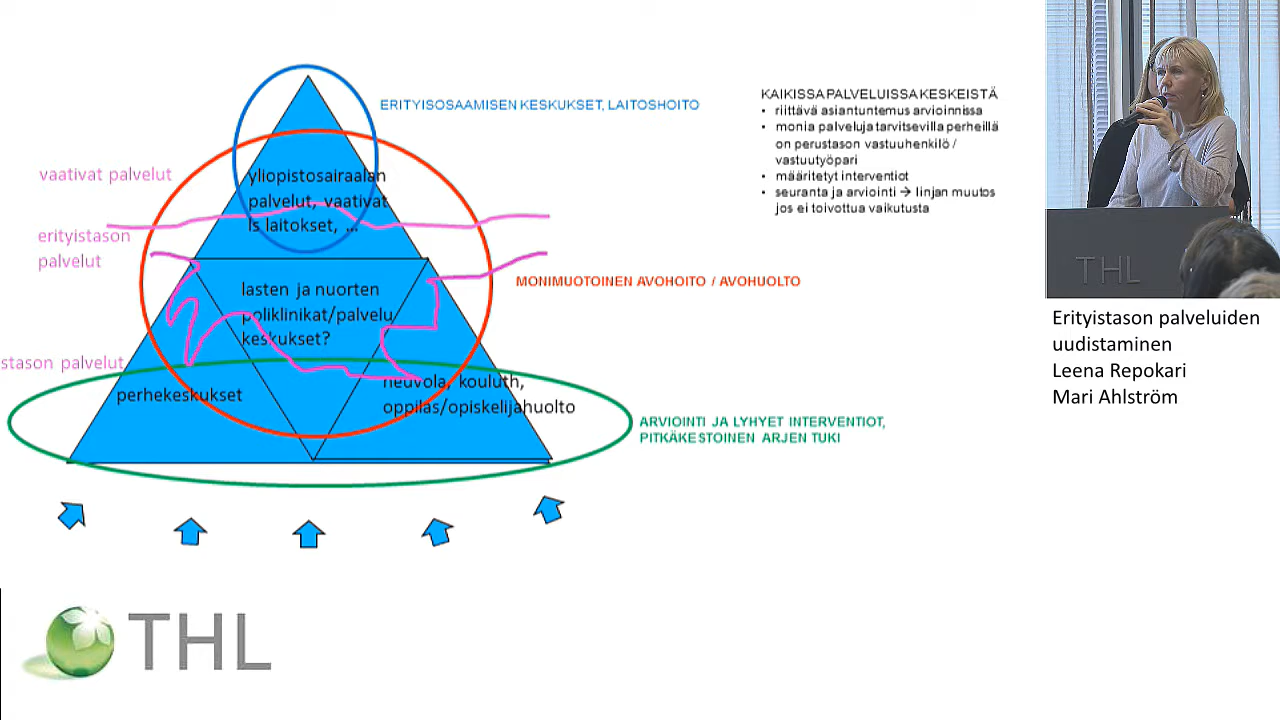 ERITYISOSAAMISEN KESKUKSET, LAITOSHOITO
vaativat palvelut
yliopistosairaalan
palvelut, vaativat
ls laitokset, ...
erityistason
palvelut
lasten ja nuorten
poliklinikat/palvelu
keskukset?
MONIMUOTOINEN AVOHOITO / AVOHUOLTO
stason palvelut
perhekeskukset
neuvola, kouluth,
oppilas/opiskelijahuolto
ARVIOINTI JA LYHYET INTERVENTIOT,
PITKÄKESTOINEN ARJEN TUKI
KAIKISSA PALVELUISSA KESKEISTÄ
• riittävä asiantuntemus arvioinnissa
• monia palveluja tarvitsevilla perheillä
on perustason vastuuhenkilö /
vastuutyöpari
• määritetyt interventiot
• seuranta ja arviointi → linjan muutos
jos ei toivottua vaikutusta
THL
Erityistason palveluiden
uudistaminen
Leena Repokari
Mari Ahlström
THL